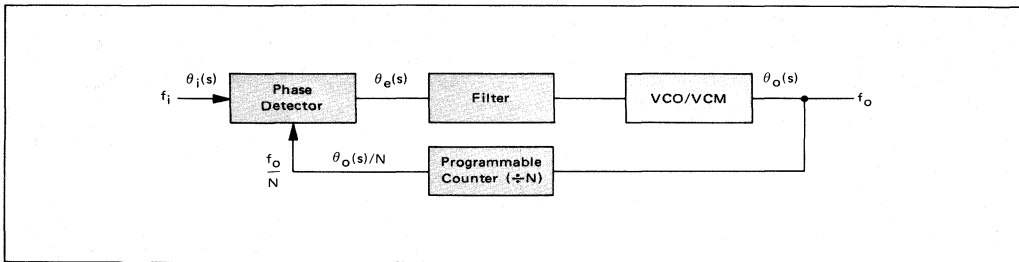 θi(s)
fi
Phase
Detector
θe(s)
Filter
VCO/VCM
θo(s)
fo
fo
N
θo(s)/N
Programmable
Counter (÷N)